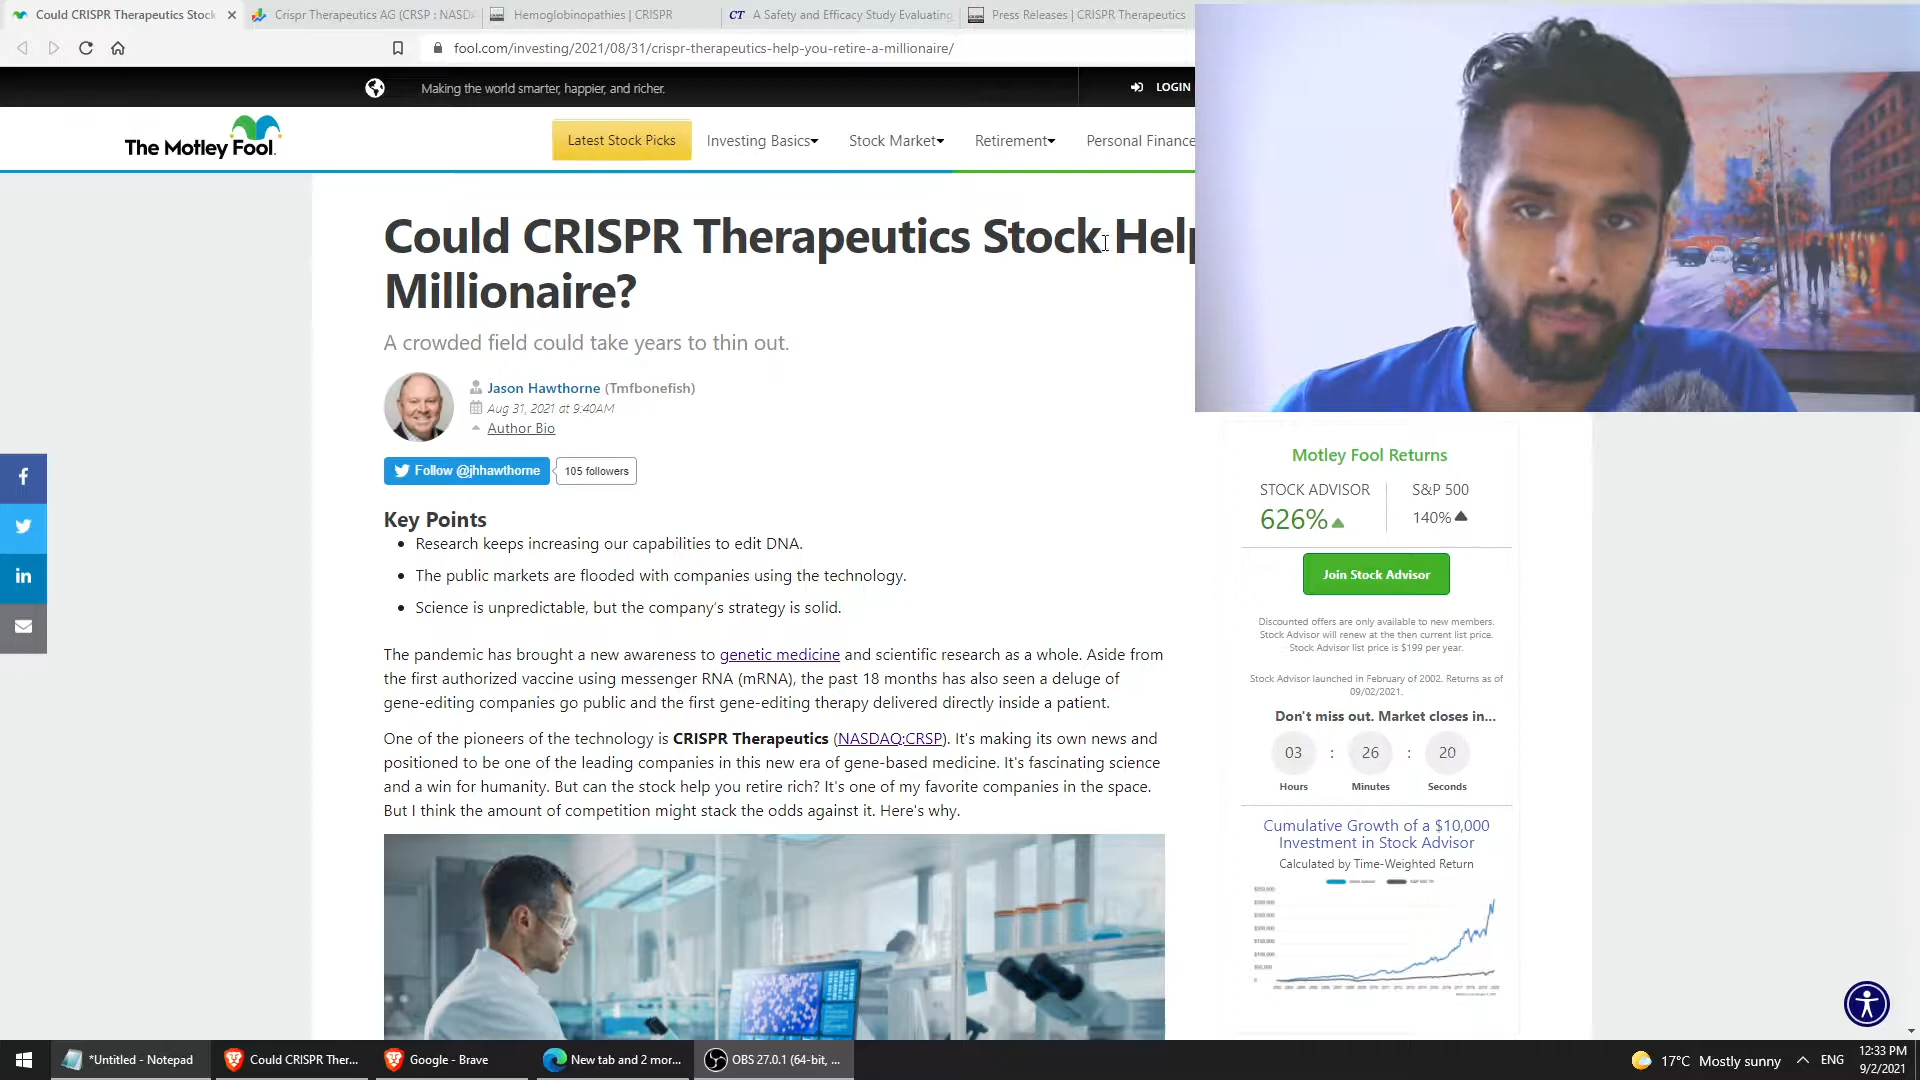 Could CRISPR Therapeutics Stock
Crispr Therapeutics AG (CRSP : NASDA
Hemoglobinopathies | CRISPR
CT A Safety and Efficacy Study Evaluating
Press Releases | CRISPR Therapeutics
fool.com/investing/2021/08/31/crispr-therapeutics-help-you-retire-a-millionaire/
Making the world smarter, happier, and richer.
LOGIN
The Motley Fool.
Latest Stock Picks
Investing Basics
Stock Market
Retirement
Personal Finance
Could CRISPR Therapeutics Stock Help
Millionaire?
A crowded field could take years to thin out.
Jason Hawthorne (Tmfbonefish)
Aug 31, 2021 at 9:40AM
Author Bio
Follow @jhhawthorne
105 followers
Key Points
Research keeps increasing our capabilities to edit DNA.
The public markets are flooded with companies using the technology.
Science is unpredictable, but the company's strategy is solid.
The pandemic has brought a new awareness to genetic medicine and scientific research as a whole. Aside from
the first authorized vaccine using messenger RNA (mRNA), the past 18 months has also seen a deluge of
gene-editing companies go public and the first gene-editing therapy delivered directly inside a patient.
One of the pioneers of the technology is CRISPR Therapeutics (NASDAQ:CRSP). It's making its own news and
positioned to be one of the leading companies in this new era of gene-based medicine. It's fascinating science
and a win for humanity. But can the stock help you retire rich? It's one of my favorite companies in the space.
But I think the amount of competition might stack the odds against it. Here's why.
Motley Fool Returns
STOCK ADVISOR
S&P 500
626%
140%
Join Stock Advisor
Discounted offers are only available to new members.
Stock Advisor will renew at the then current list price.
Stock Advisor list price is $199 per year.
Stock Advisor launched in February of 2002. Returns as of
09/02/2021.
Don't miss out. Market closes in...
03 : 26 : 20
Hours Minutes Seconds
Cumulative Growth of a $10,000
Investment in Stock Advisor
Calculated by Time-Weighted Return
*Untitled - Notepad
Could CRISPR Ther...
Google - Brave
New tab and 2 mor...
OBS 27.0.1 (64-bit, ...
17°C Mostly sunny
ENG
12:33 PM
9/2/2021